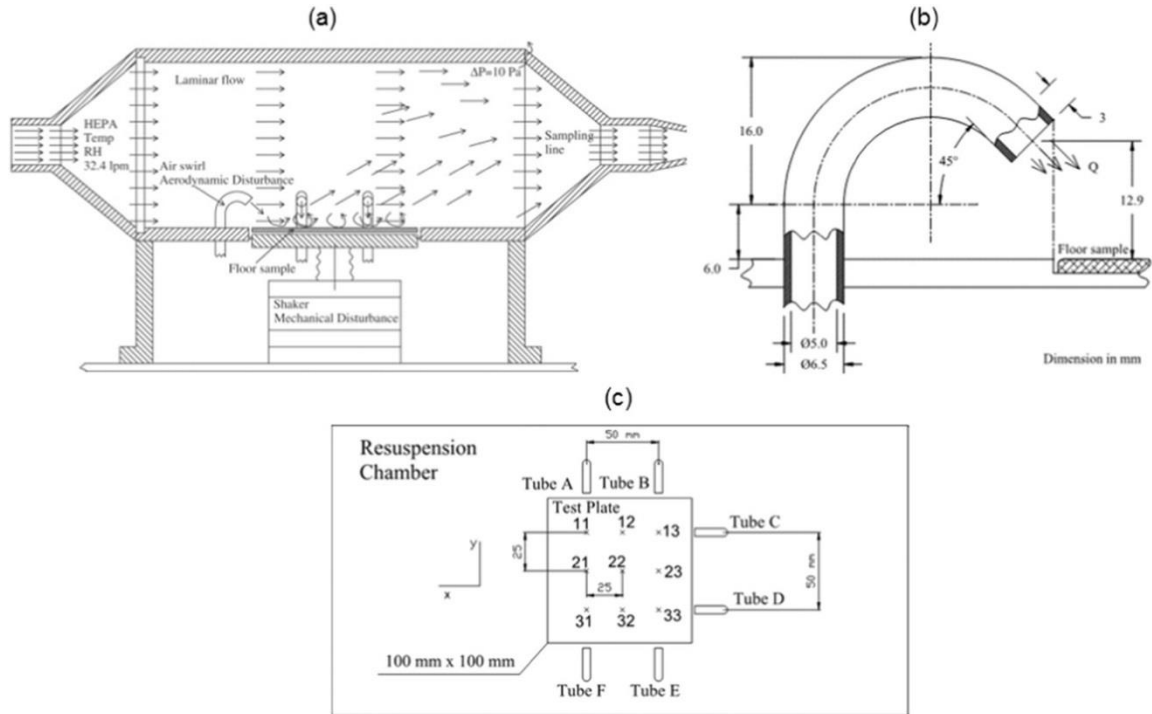 (a)
Laminar flow
ΔP=10 Pa
HEPA
Temp
RH
32.4 lpm
Sampling
line
Air swirl
Aerodynamic Disturbance
Floor sample
Shaker
Mechanical Disturbance
(b)
16.0
45°
3
Q
12.9
6.0
Floor sample
Ø5.0
Ø6.5
Dimension in mm
(c)
Resuspension
Chamber
50 mm
Tube A
Tube B
Test Plate
11
12
13
Tube C
25
y
x
21
22
23
25
50 mm
Tube D
31
32
33
100 mm x 100 mm
Tube F
Tube E